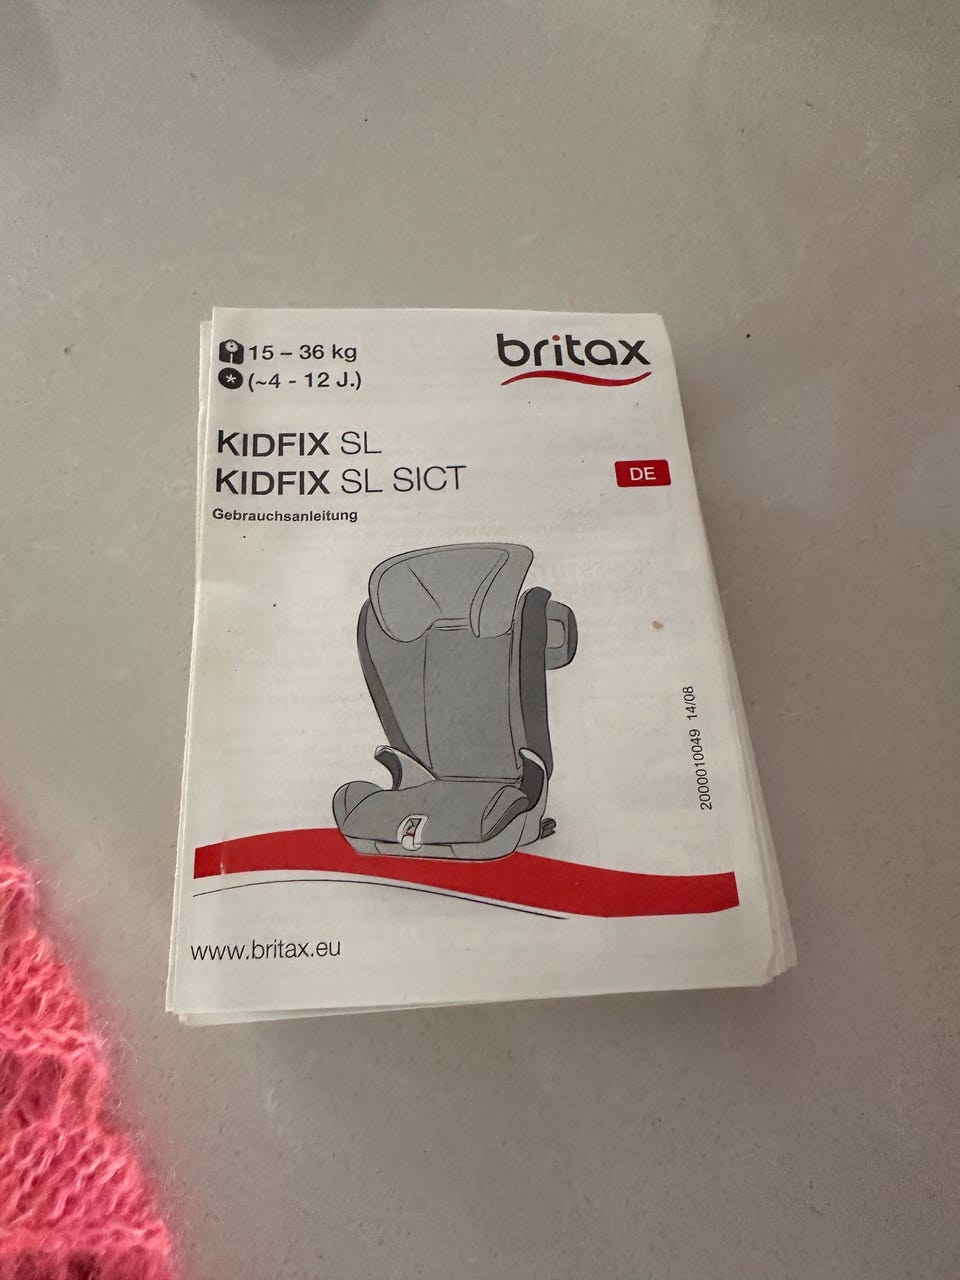 15 – 36 kg
(~4 - 12 J.)
britax
KIDFIX SL
KIDFIX SL SICT
DE
Gebrauchsanleitung
2000010049 14/08
www.britax.eu